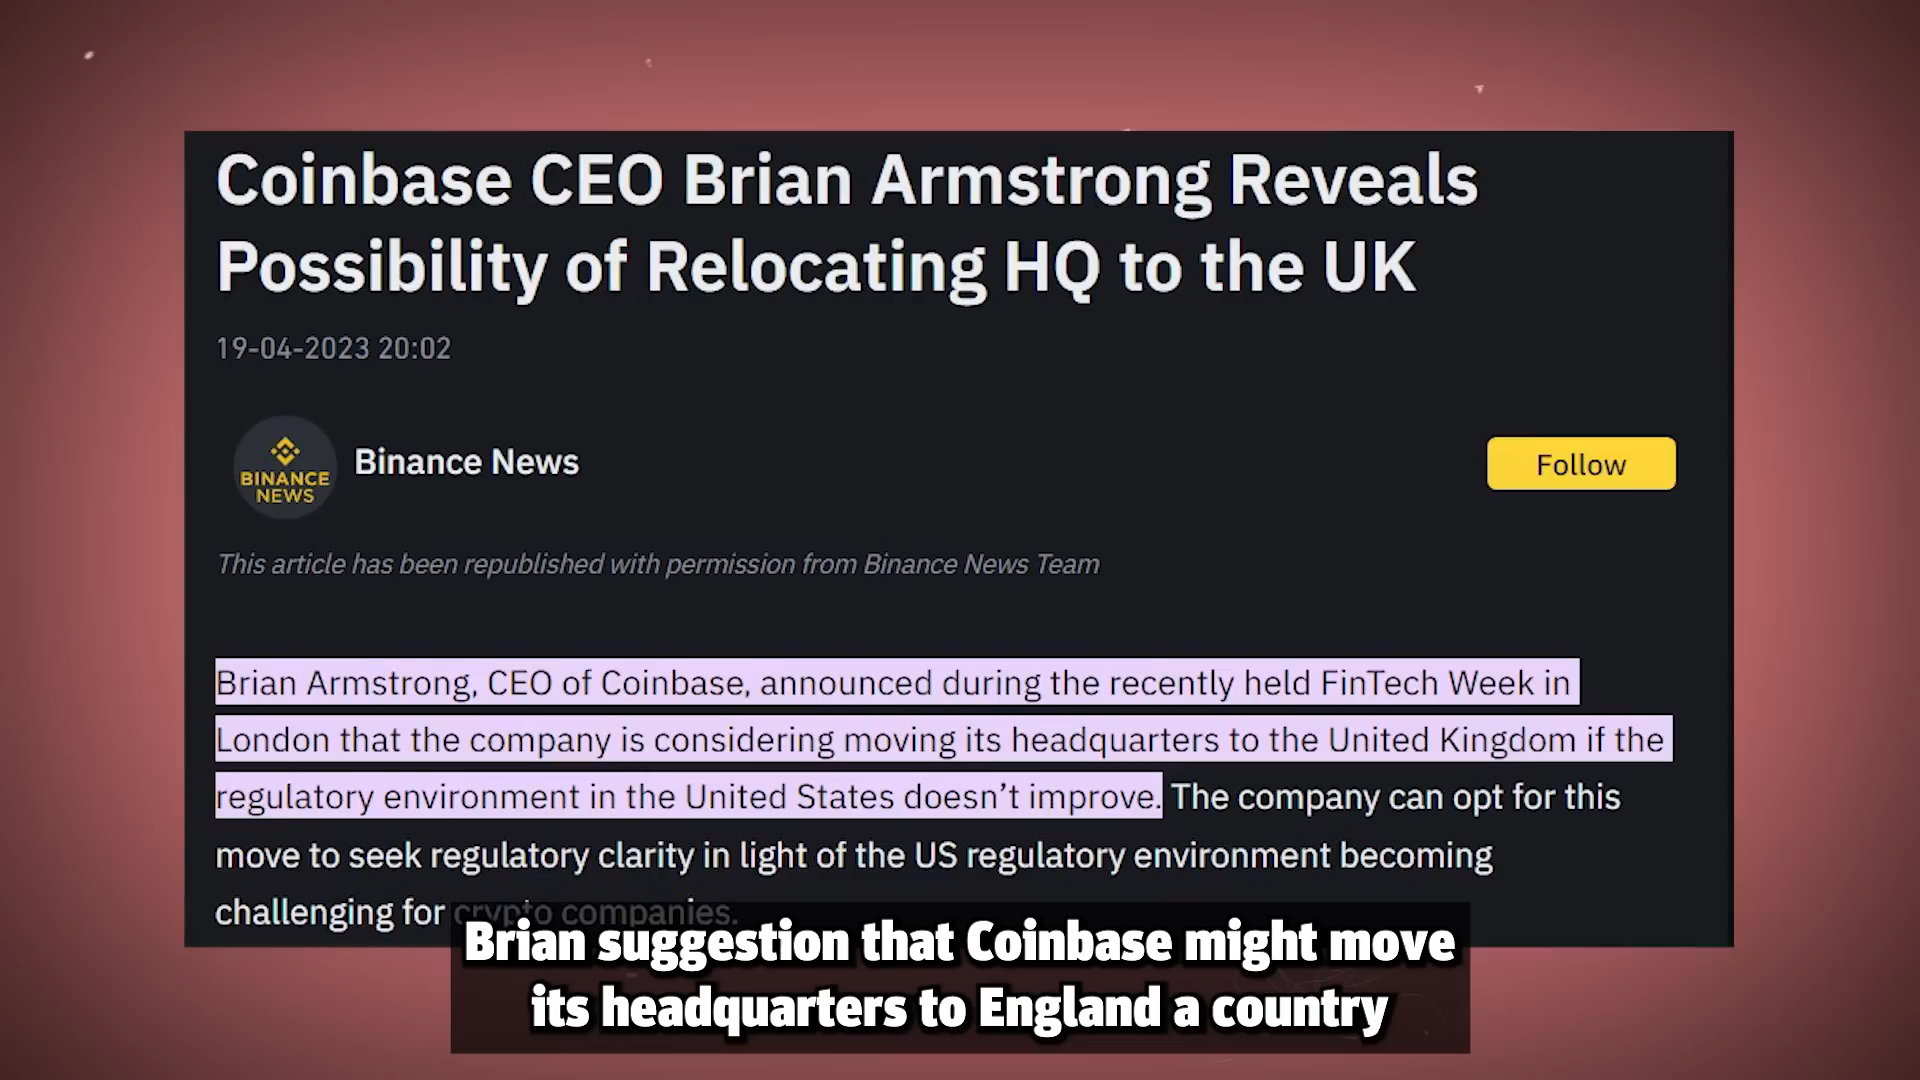 Coinbase CEO Brian Armstrong Reveals
Possibility of Relocating HQ to the UK
19-04-2023 20:02
BINANCE
NEWS
Binance News
Follow
This article has been republished with permission from Binance News Team
Brian Armstrong, CEO of Coinbase, announced during the recently held FinTech Week in
London that the company is considering moving its headquarters to the United Kingdom if the
regulatory environment in the United States doesn't improve. The company can opt for this
move to seek regulatory clarity in light of the US regulatory environment becoming
challenging for crypto companies.
Brian suggestion that Coinbase might move
its headquarters to England a country